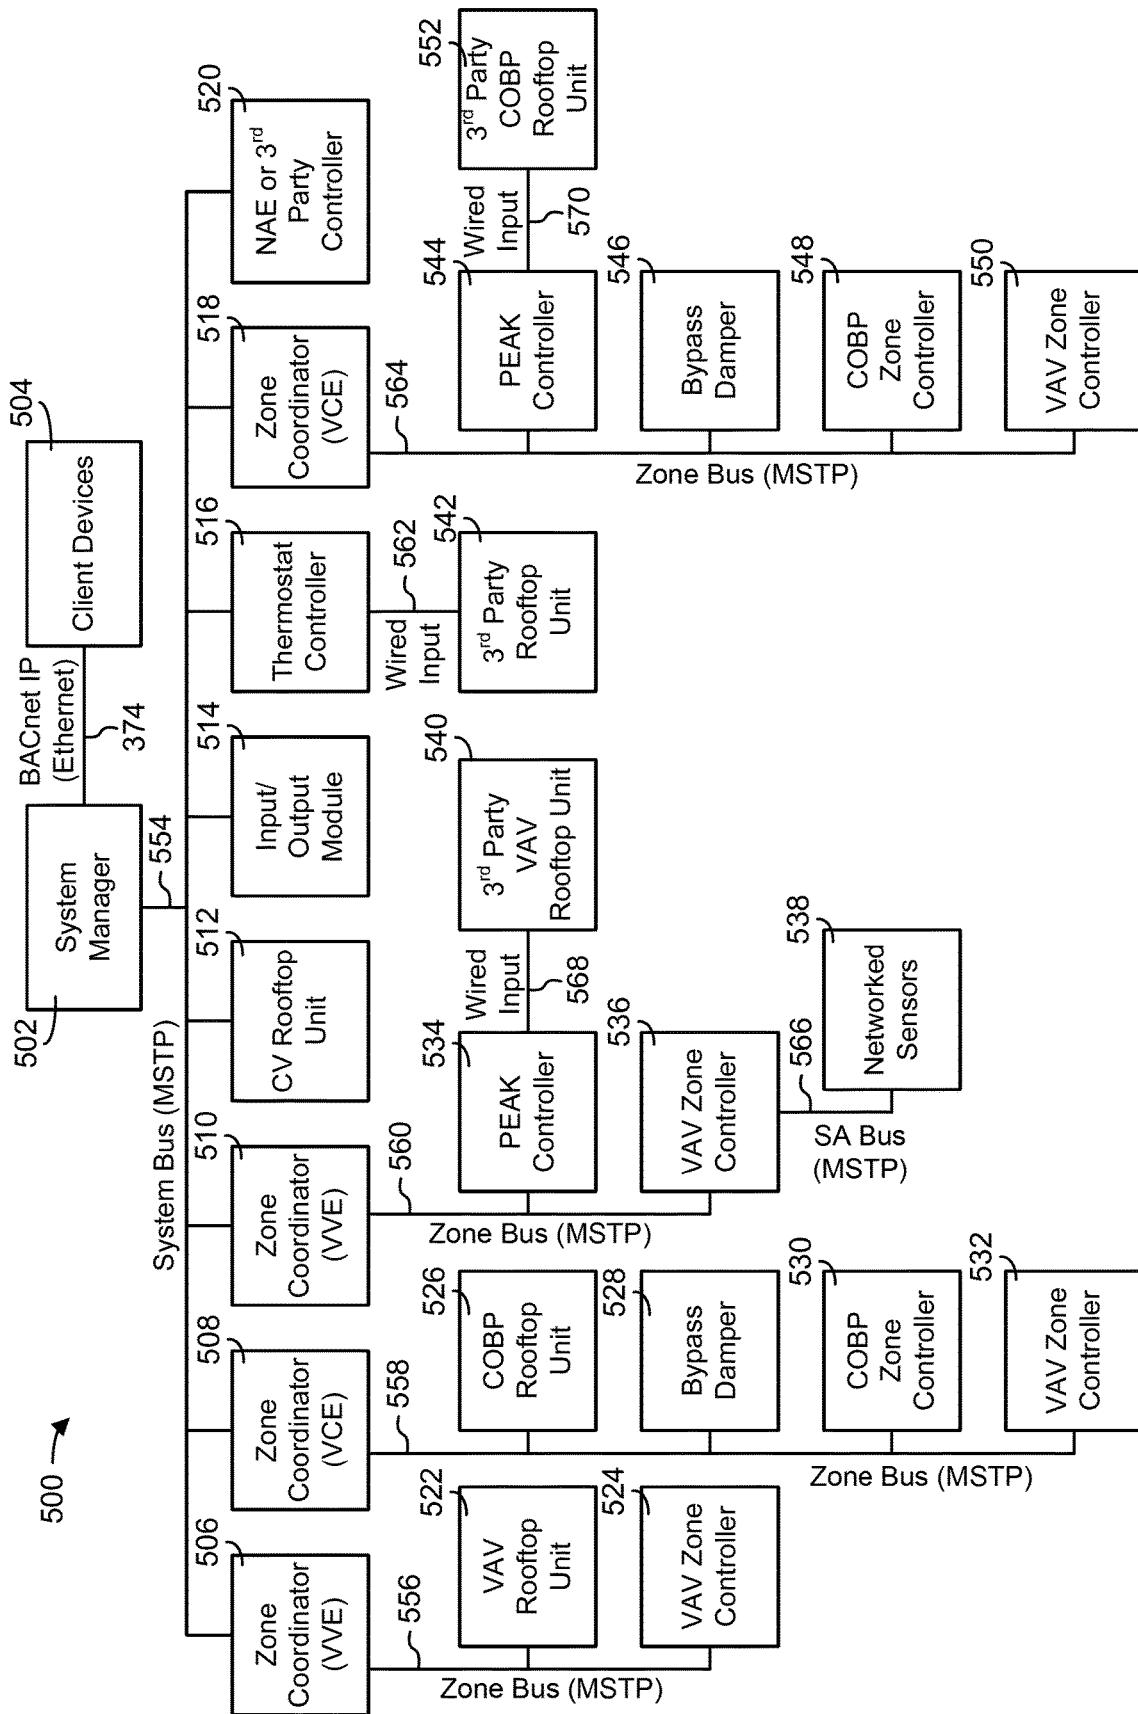 500
502
System
Manager
BACnet IP
(Ethernet)
374
504
Client Devices
554
System Bus (MSTP)
506
Zone
Coordinator
(VVE)
508
Zone
Coordinator
(VCE)
510
Zone
Coordinator
(VVE)
512
CV Rooftop
Unit
514
Input/
Output
Module
516
Thermostat
Controller
518
Zone
Coordinator
(VCE)
520
NAE or 3rd
Party
Controller
556
522
VAV
Rooftop
Unit
524
VAV Zone
Controller
Zone Bus (MSTP)
558
526
COBP
Rooftop
Unit
528
Bypass
Damper
530
COBP
Zone
Controller
532
VAV Zone
Controller
Zone Bus (MSTP)
560
534
PEAK
Controller
Wired
Input
568
540
3rd Party
VAV
Rooftop Unit
Zone Bus (MSTP)
536
VAV Zone
Controller
566
SA Bus
(MSTP)
538
Networked
Sensors
562
Wired
Input
542
3rd Party
Rooftop
Unit
564
544
PEAK
Controller
Wired
Input
570
552
3rd Party
COBP
Rooftop
Unit
546
Bypass
Damper
Zone Bus (MSTP)
548
COBP
Zone
Controller
550
VAV Zone
Controller